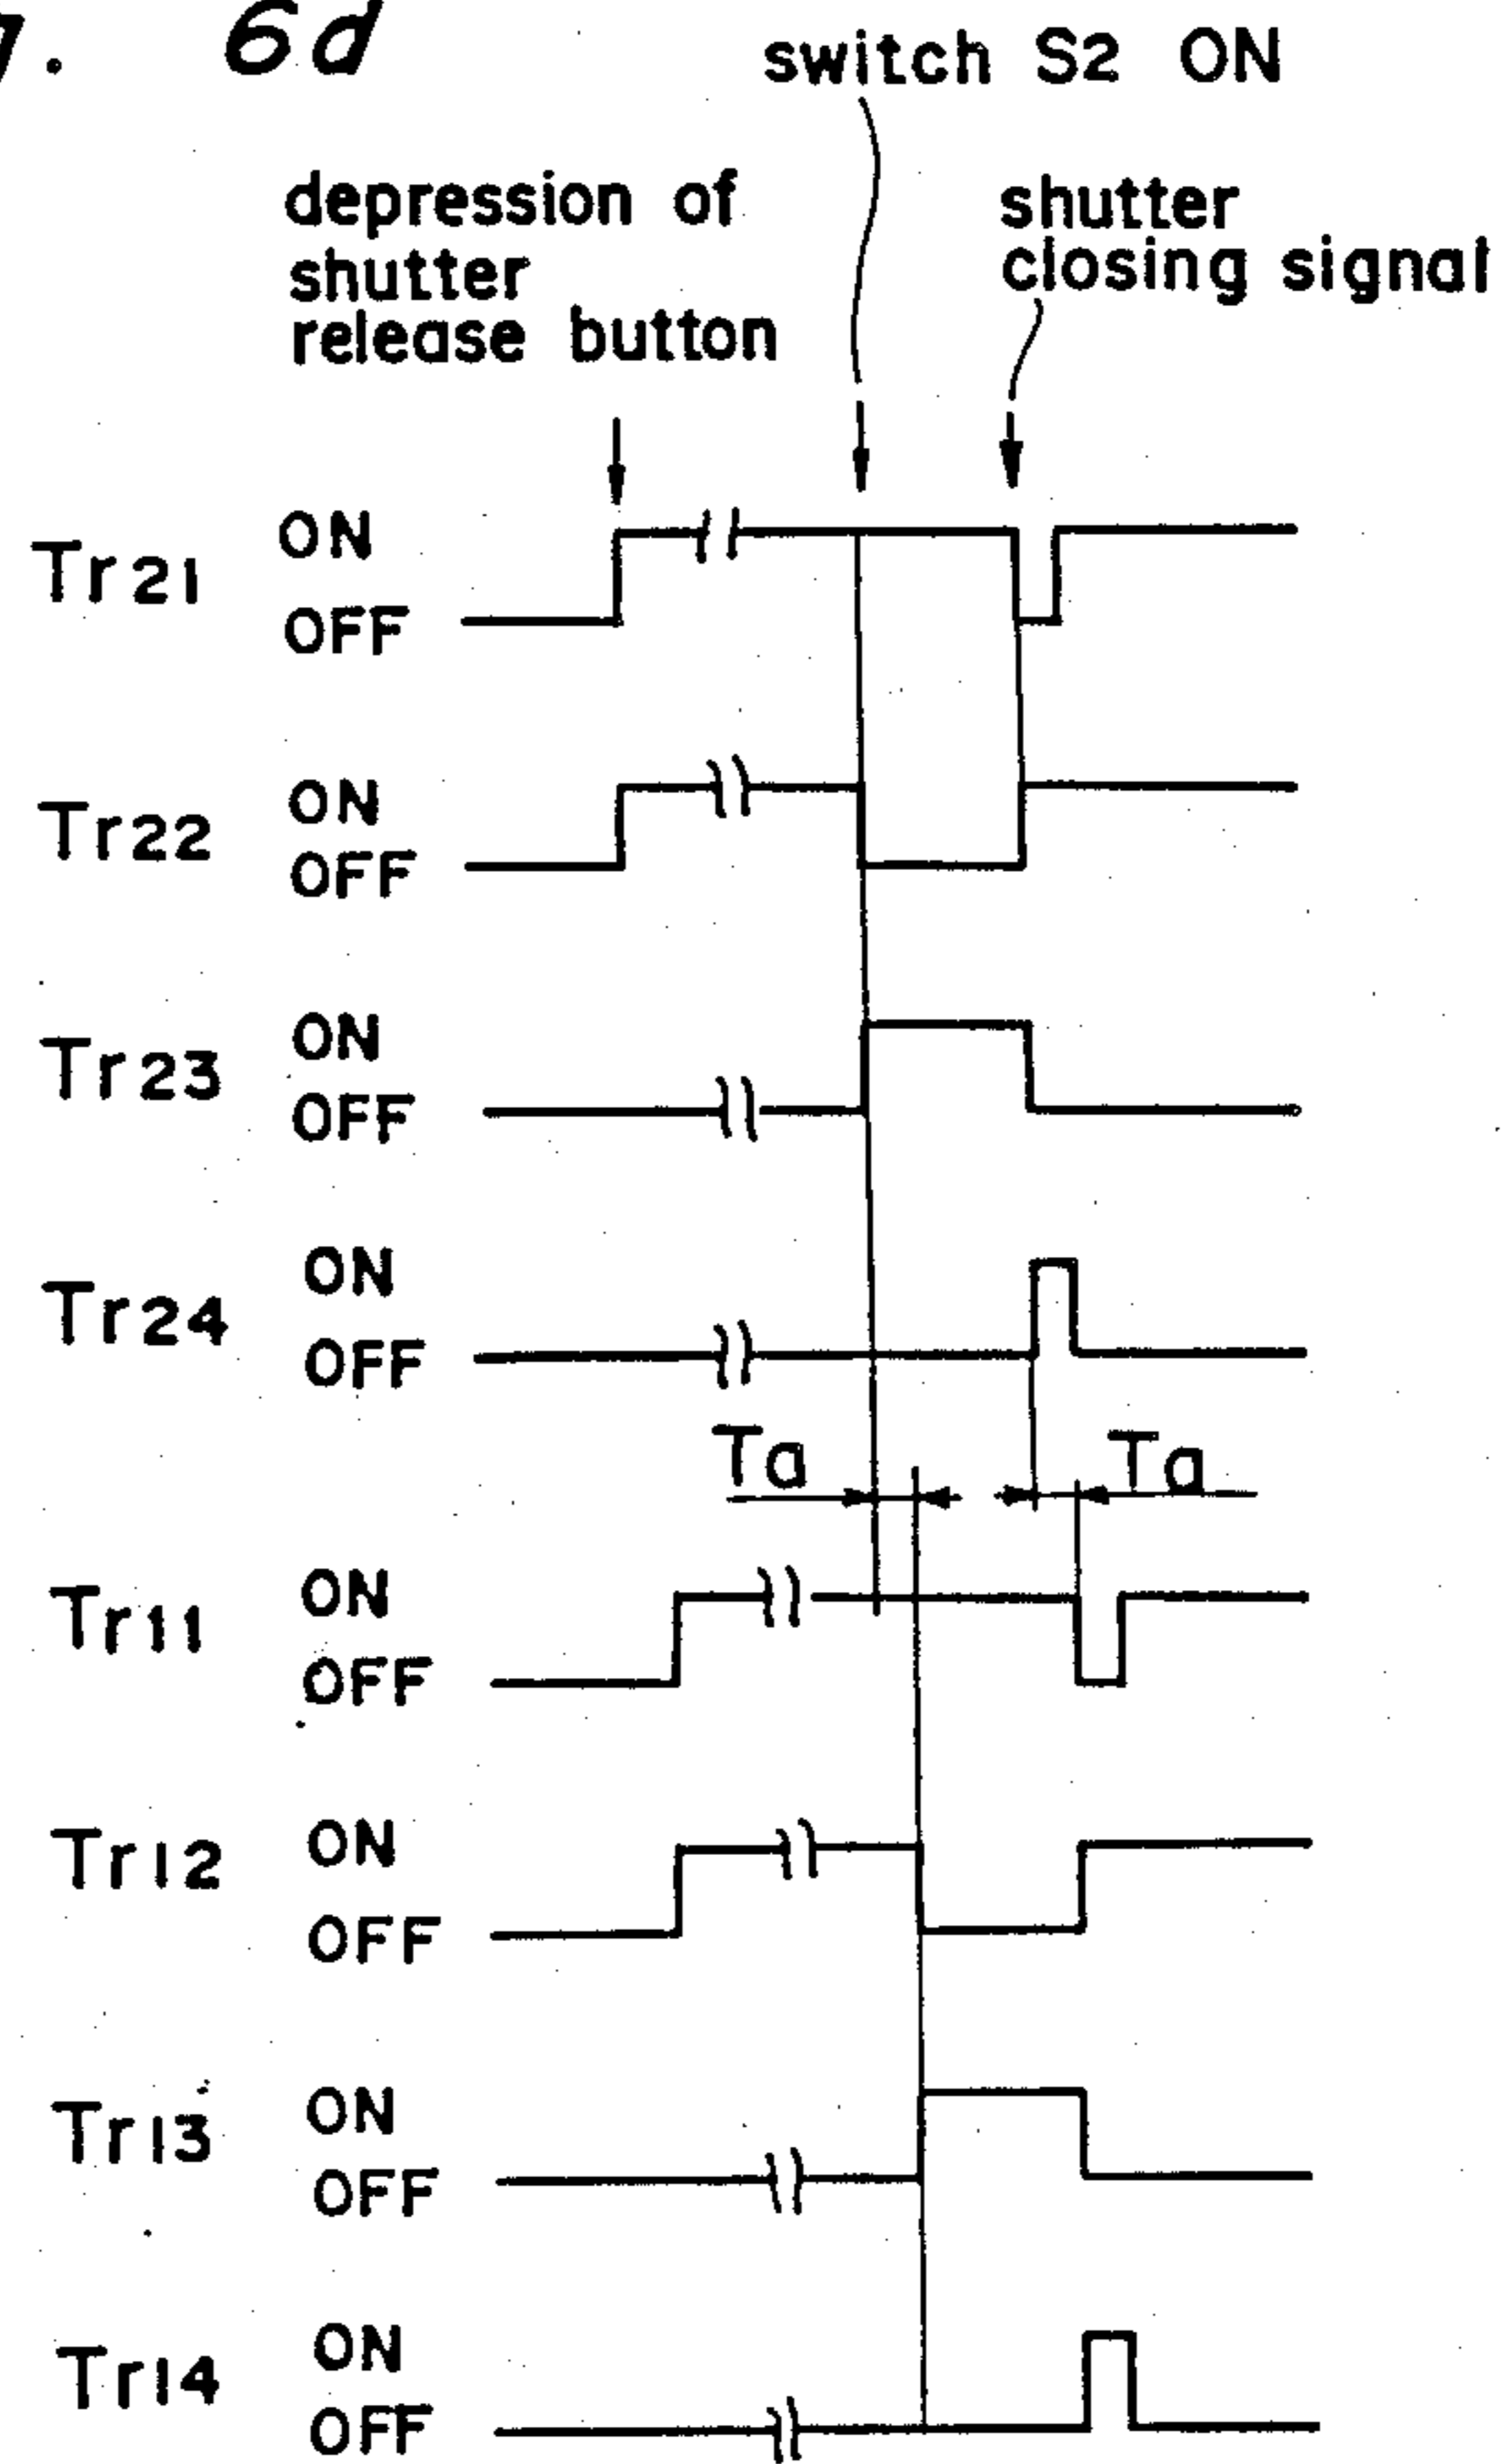 . 6d
switch S2 ON
depression of
shutter
release button
shutter
closing signal
Tr21 ON
OFF
Tr22 ON
OFF
Tr23 ON
OFF
Tr24 ON
OFF
Ta Ta
Tr11 ON
OFF
Tr12 ON
OFF
Tr13 ON
OFF
Tr14 ON
OFF